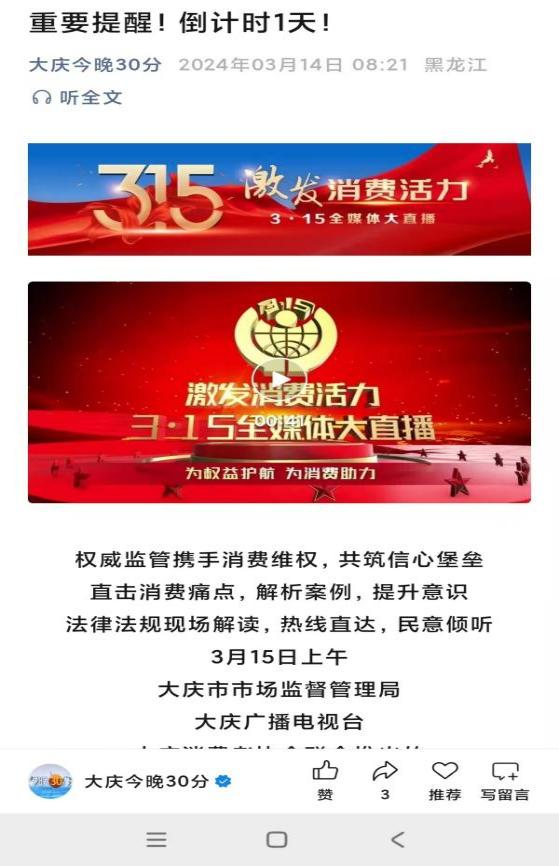 重要提醒！倒计时1天！
大庆今晚30分 2024年03月14日 08:21 黑龙江
听全文
315 激发消费活力
3·15全媒体大直播
激发消费活力
00:41
3·15全媒体大直播
为权益护航 为消费助力
权威监管携手消费维权，共筑信心堡垒
直击消费痛点，解析案例，提升意识
法律法规现场解读，热线直达，民意倾听
3月15日上午
大庆市市场监督管理局
大庆广播电视台
大庆今晚30分
赞
3
推荐
写留言